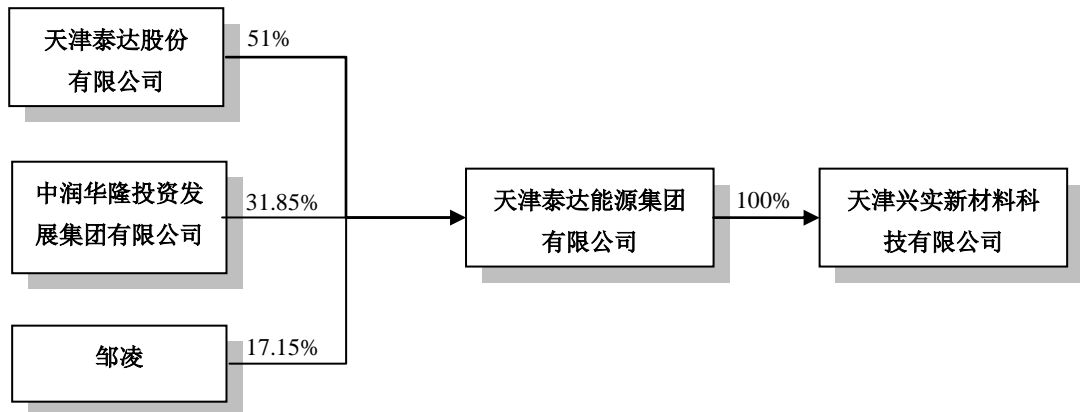 天津泰达股份
有限公司
51%
中润华隆投资发
展集团有限公司
31.85%
邹凌
17.15%
天津泰达能源集团
有限公司
100%
天津兴实新材料科
技有限公司